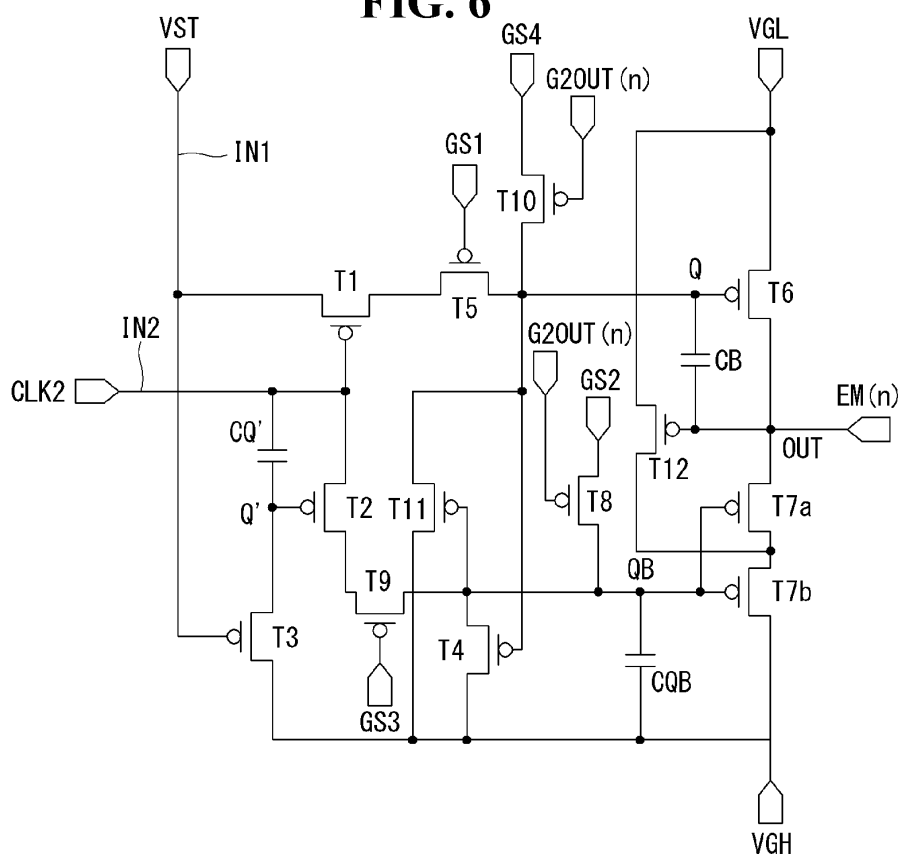 FIG. 6
VST
GS4
VGL
G2OUT(n)
IN1
GS1
T10
T1
Q
T6
T5
IN2
G2OUT(n)
CB
GS2
CLK2
EM(n)
CQ'
OUT
T12
Q'
T2
T11
T8
T7a
QB
T9
T7b
T3
T4
CQB
GS3
VGH